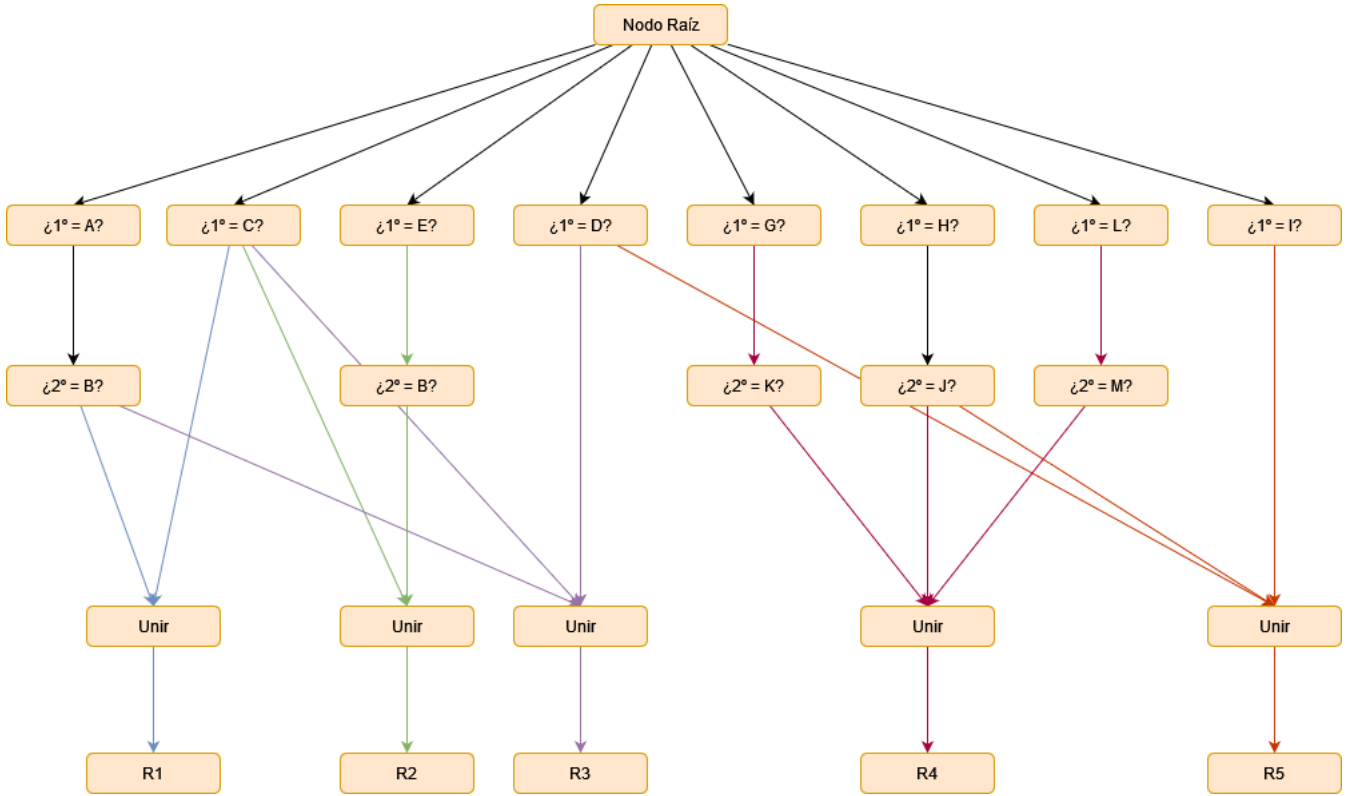 Nodo Raíz
¿1º = A?
¿1º = C?
¿1º = E?
¿1º = D?
¿1º = G?
¿1º = H?
¿1º = L?
¿1º = I?
¿2º = B?
¿2º = B?
¿2º = K?
¿2º = J?
¿2º = M?
Unir
Unir
Unir
Unir
Unir
R1
R2
R3
R4
R5